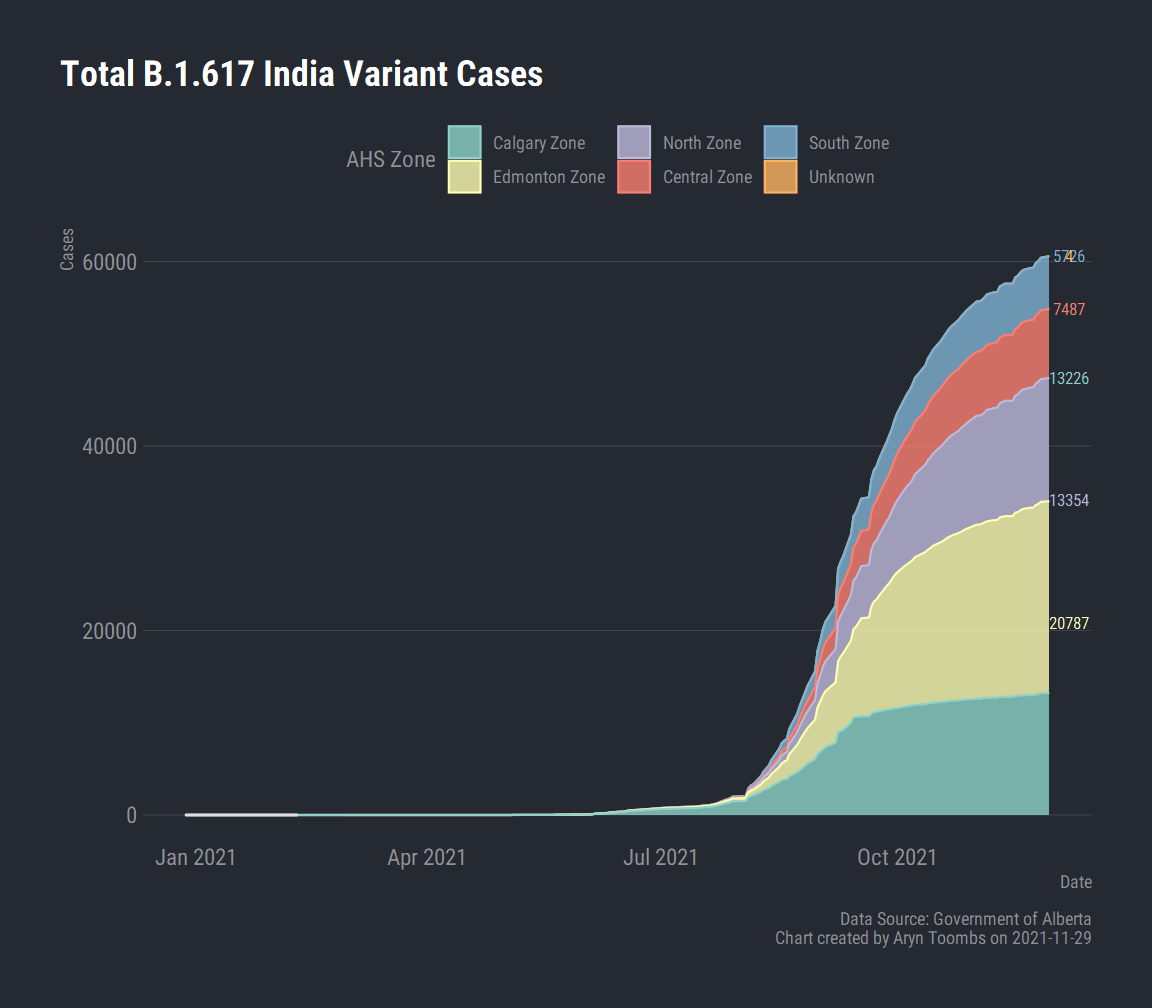 Total B.1.617 India Variant Cases
AHS Zone
Calgary Zone
North Zone
South Zone
Edmonton Zone
Central Zone
Unknown
Cases
60000
40000
20000
0
5726
4
7487
13226
13354
20787
Jan 2021
Apr 2021
Jul 2021
Oct 2021
Date
Data Source: Government of Alberta
Chart created by Aryn Toombs on 2021-11-29